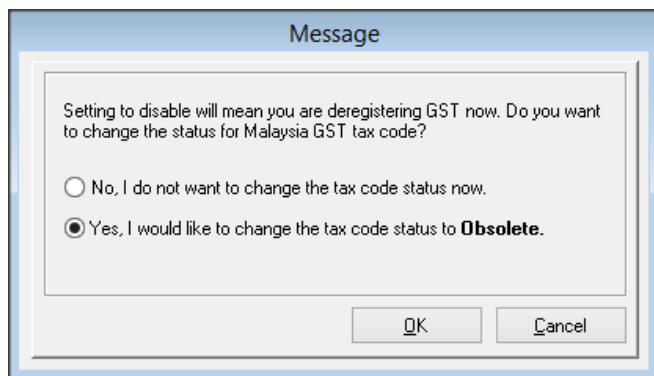 Message
Setting to disable will mean you are deregistering GST now. Do you want
to change the status for Malaysia GST tax code?
No, I do not want to change the tax code status now.
Yes, I would like to change the tax code status to Obsolete.
OK
Cancel